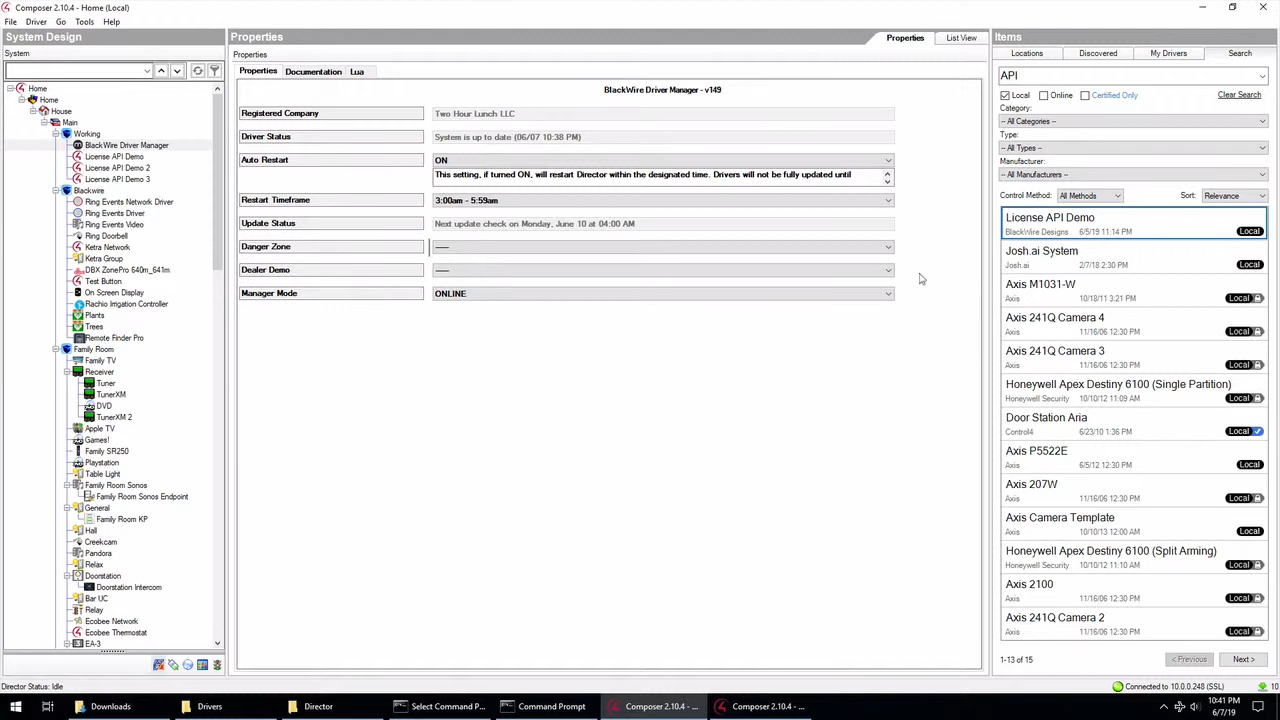 Composer 2.10.4 - Home (Local)
File Driver Go Tools Help
System Design
System
Home
Home
House
Main
Working
BlackWire Driver Manager
License API Demo
License API Demo 2
License API Demo 3
Blackwire
Ring Events Network Driver
Ring Events Driver
Ring Events Video
Ring Doorbell
Ketra Network
Ketra Group
DBX ZonePro 640m_641m
Test Button
On Screen Display
Rachio Irrigation Controller
Plants
Trees
Remote Finder Pro
Family Room
Family TV
Receiver
Tuner
TunerXM
DVD
TunerXM 2
Apple TV
Games!
Family SR250
Playstation
Table Light
Family Room Sonos
Family Room Sonos Endpoint
General
Family Room KP
Hall
Creekcam
Pandora
Relax
Doorstation
Doorstation Intercom
Bar UC
Relay
Ecobee Network
Ecobee Thermostat
EA-3
Director Status: Idle
Properties
Properties List View
Properties
Properties Documentation Lua
BlackWire Driver Manager - v149
Registered Company Two Hour Lunch LLC
Driver Status System is up to date (06/07 10:38 PM)
Auto Restart ON
This setting, if turned ON, will restart Director within the designated time. Drivers will not be fully updated until
Restart Timeframe 3:00am - 5:59am
Update Status Next update check on Monday, June 10 at 04:00 AM
Danger Zone -----
Dealer Demo -----
Manager Mode ONLINE
Items
Locations Discovered My Drivers Search
API
Local Online Certified Only Clear Search
Category:
-- All Categories --
Type:
-- All Types --
Manufacturer:
-- All Manufacturers --
Control Method: All Methods Sort: Relevance
License API Demo
BlackWire Designs 6/5/19 11:14 PM Local
Josh.ai System
Josh.ai 2/7/18 2:30 PM Local
Axis M1031-W
Axis 10/18/11 3:21 PM Local
Axis 241Q Camera 4
Axis 11/16/06 12:30 PM Local
Axis 241Q Camera 3
Axis 11/16/06 12:30 PM Local
Honeywell Apex Destiny 6100 (Single Partition)
Honeywell Security 10/10/12 11:09 AM Local
Door Station Aria
Control4 6/23/10 1:36 PM Local
Axis P5522E
Axis 6/5/12 12:30 PM Local
Axis 207W
Axis 11/16/06 12:30 PM Local
Axis Camera Template
Axis 10/10/13 12:00 AM Local
Honeywell Apex Destiny 6100 (Split Arming)
Honeywell Security 10/10/12 11:10 AM Local
Axis 2100
Axis 11/16/06 12:30 PM Local
Axis 241Q Camera 2
Axis 11/16/06 12:30 PM Local
1-13 of 15 < Previous Next >
Connected to 10.0.0.248 (SSL) 10
Downloads Drivers Director Select Command P... Command Prompt Composer 2.10.4 - ... Composer 2.10.4 - ...
10:41 PM
6/7/19